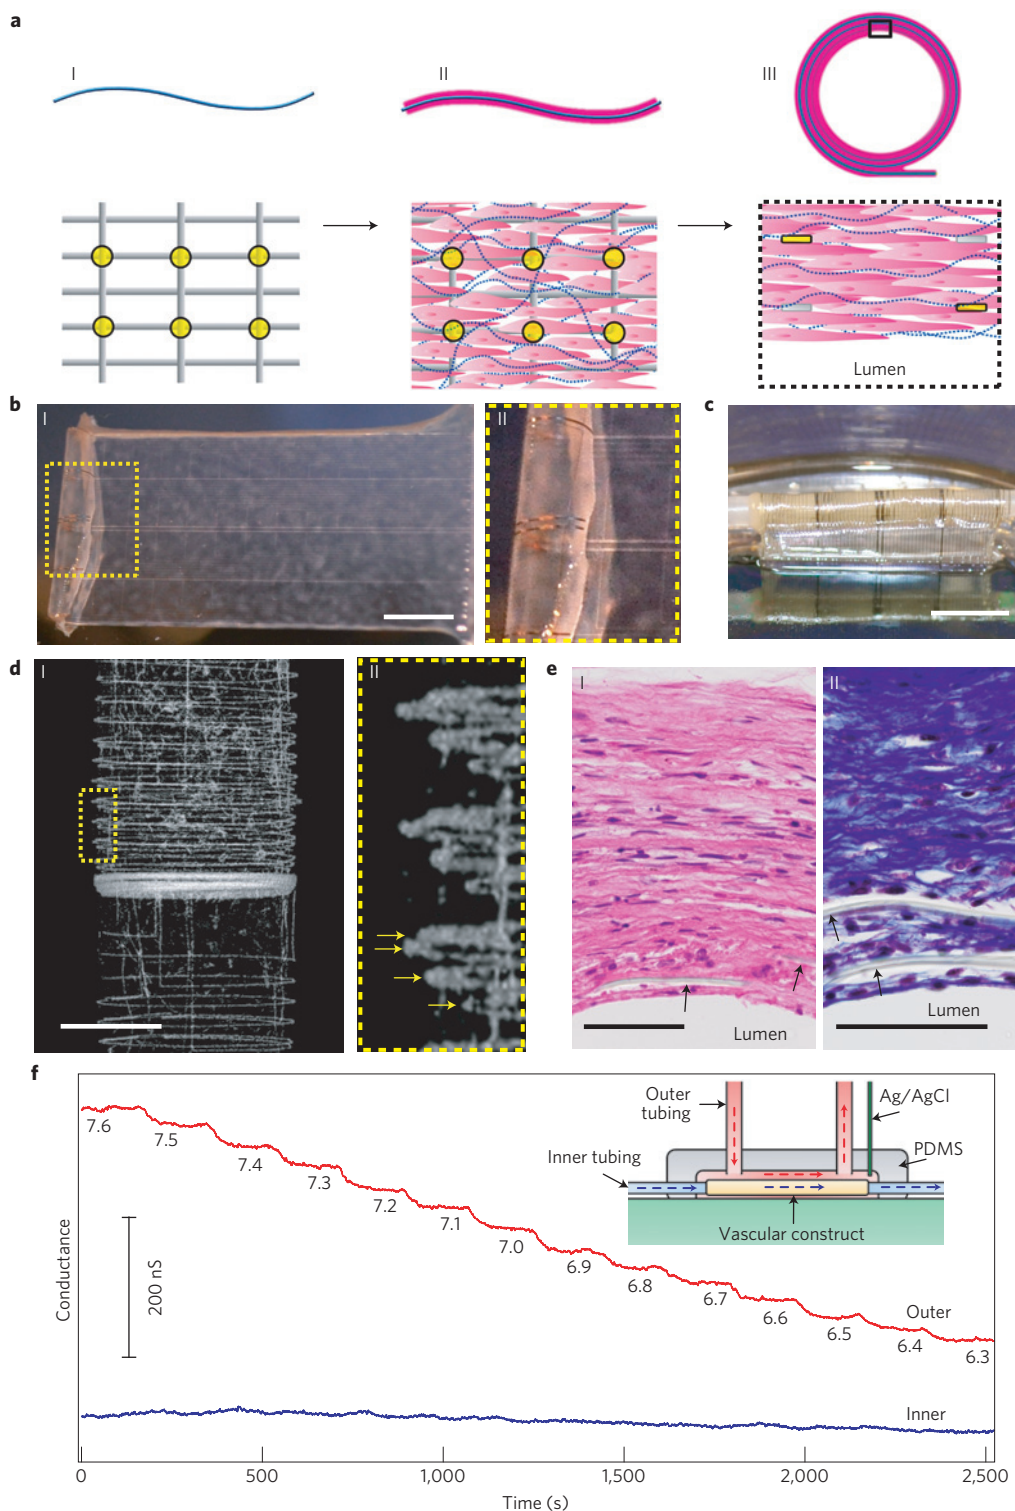 a
I
II
III
Lumen
b
I
II
c
d
I
II
e
I
II
Lumen
Lumen
f
Outer tubing
Ag/AgCl
PDMS
Inner tubing
Vascular construct
7.6
7.5
7.4
7.3
7.2
7.1
7.0
6.9
6.8
6.7
6.6
6.5
6.4
6.3
Conductance
200 nS
Outer
Inner
0
500
1,000
1,500
2,000
2,500
Time (s)